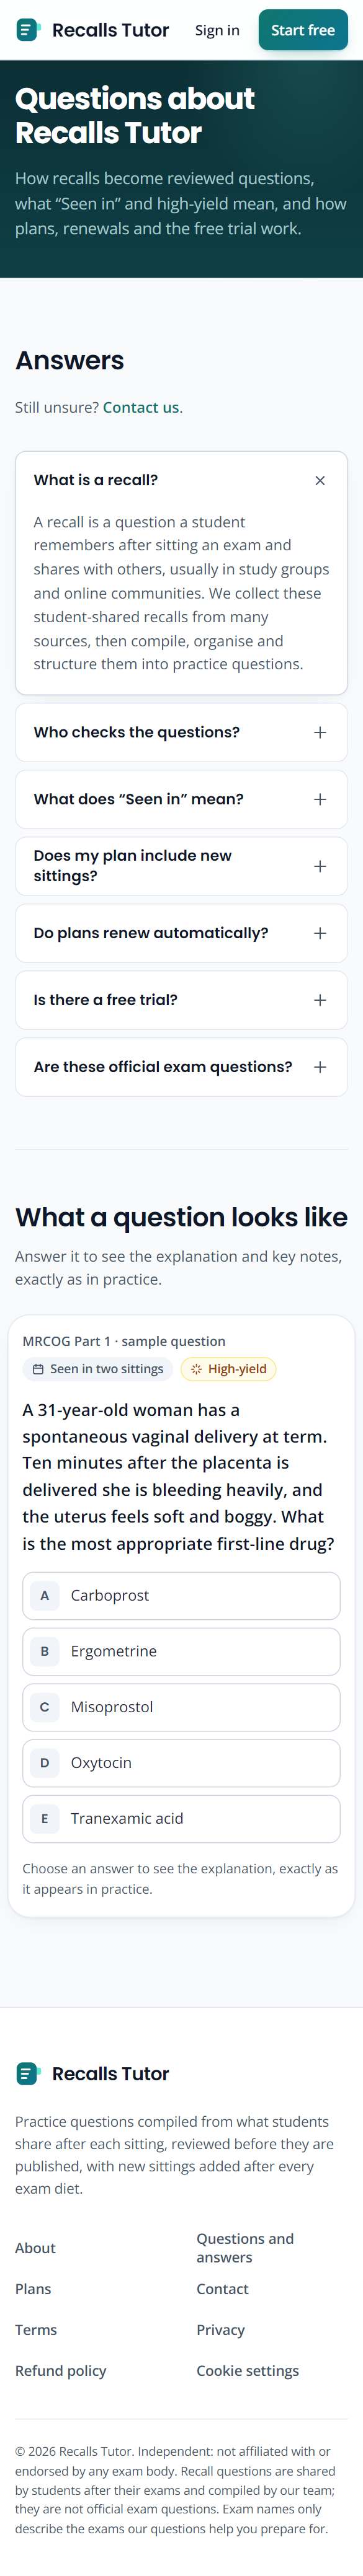 Recalls Tutor
Sign in
Start free
Questions about
Recalls Tutor
How recalls become reviewed questions,
what “Seen in” and high-yield mean, and how
plans, renewals and the free trial work.
Answers
Still unsure? Contact us.
What is a recall?
A recall is a question a student
remembers after sitting an exam and
shares with others, usually in study groups
and online communities. We collect these
student-shared recalls from many
sources, then compile, organise and
structure them into practice questions.
Who checks the questions?
What does “Seen in” mean?
Does my plan include new
sittings?
Do plans renew automatically?
Is there a free trial?
Are these official exam questions?
What a question looks like
Answer it to see the explanation and key notes,
exactly as in practice.
MRCOG Part 1 · sample question
Seen in two sittings
High-yield
A 31-year-old woman has a
spontaneous vaginal delivery at term.
Ten minutes after the placenta is
delivered she is bleeding heavily, and
the uterus feels soft and boggy. What
is the most appropriate first-line drug?
A Carboprost
B Ergometrine
C Misoprostol
D Oxytocin
E Tranexamic acid
Choose an answer to see the explanation, exactly as
it appears in practice.
Recalls Tutor
Practice questions compiled from what students
share after each sitting, reviewed before they are
published, with new sittings added after every
exam diet.
About
Questions and
answers
Plans
Contact
Terms
Privacy
Refund policy
Cookie settings
© 2026 Recalls Tutor. Independent: not affiliated with or
endorsed by any exam body. Recall questions are shared
by students after their exams and compiled by our team;
they are not official exam questions. Exam names only
describe the exams our questions help you prepare for.